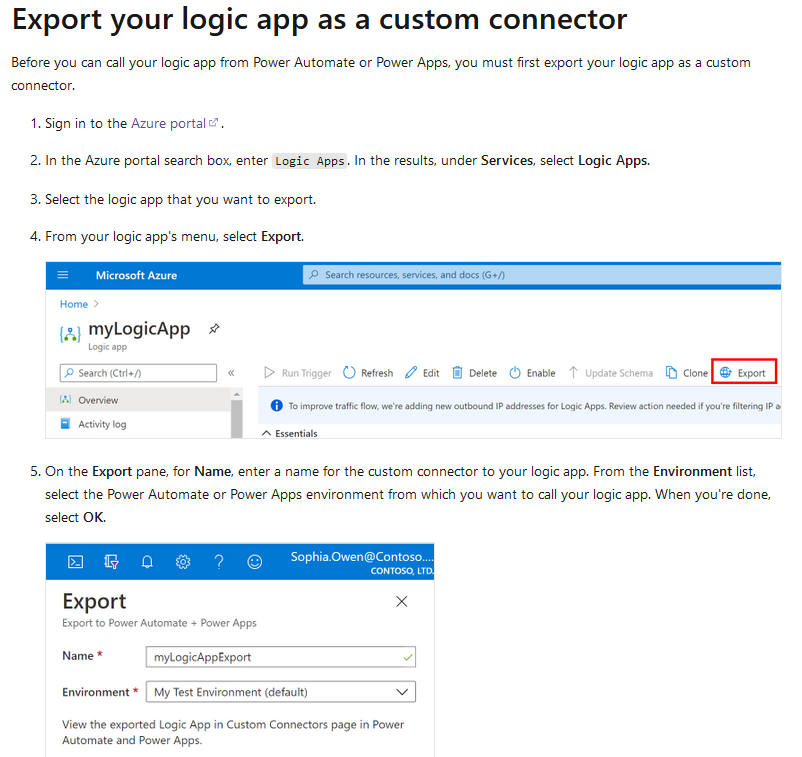 Export your logic app as a custom connector
Before you can call your logic app from Power Automate or Power Apps, you must first export your logic app as a custom
connector.
1. Sign in to the Azure portal .
2. In the Azure portal search box, enter Logic Apps. In the results, under Services, select Logic Apps.
3. Select the logic app that you want to export.
4. From your logic app's menu, select Export.
Microsoft Azure
Search resources, services, and docs (G+/)
Home >
myLogicApp
Logic app
Search (Ctrl+/) «
Run Trigger Refresh Edit Delete Enable Update Schema Clone Export
Overview
To improve traffic flow, we're adding new outbound IP addresses for Logic Apps. Review action needed if you're filtering IP a
Activity log
Essentials
5. On the Export pane, for Name, enter a name for the custom connector to your logic app. From the Environment list,
select the Power Automate or Power Apps environment from which you want to call your logic app. When you're done,
select OK.
Sophia.Owen@Contoso....
CONTOSO, LTD.
Export
Export to Power Automate + Power Apps
Name * myLogicAppExport
Environment * My Test Environment (default)
View the exported Logic App in Custom Connectors page in Power
Automate and Power Apps.